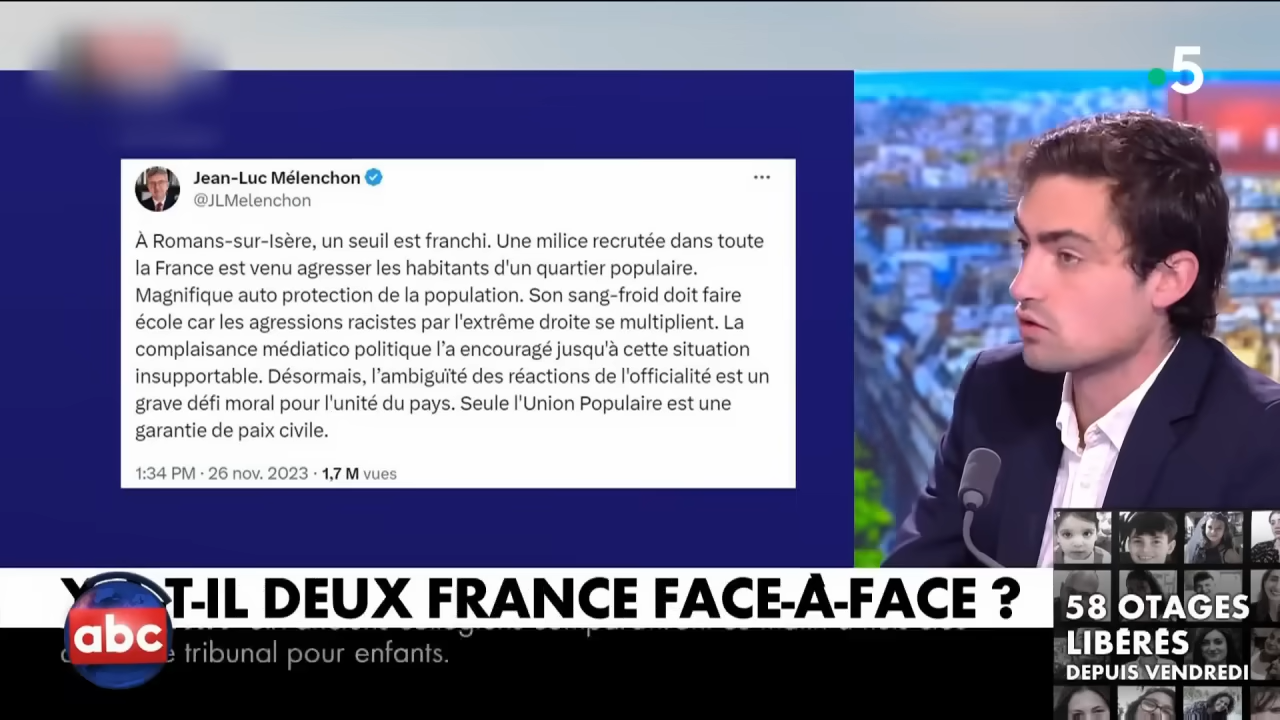 5
Jean-Luc Mélenchon
@JLMelenchon
À Romans-sur-Isère, un seuil est franchi. Une milice recrutée dans toute
la France est venu agresser les habitants d'un quartier populaire.
Magnifique auto protection de la population. Son sang-froid doit faire
école car les agressions racistes par l'extrême droite se multiplient. La
complaisance médiatico politique l’a encouragé jusqu'à cette situation
insupportable. Désormais, l’ambiguïté des réactions de l'officialité est un
grave défi moral pour l'unité du pays. Seule l'Union Populaire est une
garantie de paix civile.
1:34 PM · 26 nov. 2023 · 1,7 M vues
T-IL DEUX FRANCE FACE-À-FACE ?
abc
tribunal pour enfants.
58 OTAGES
LIBÉRÉS
DEPUIS VENDREDI